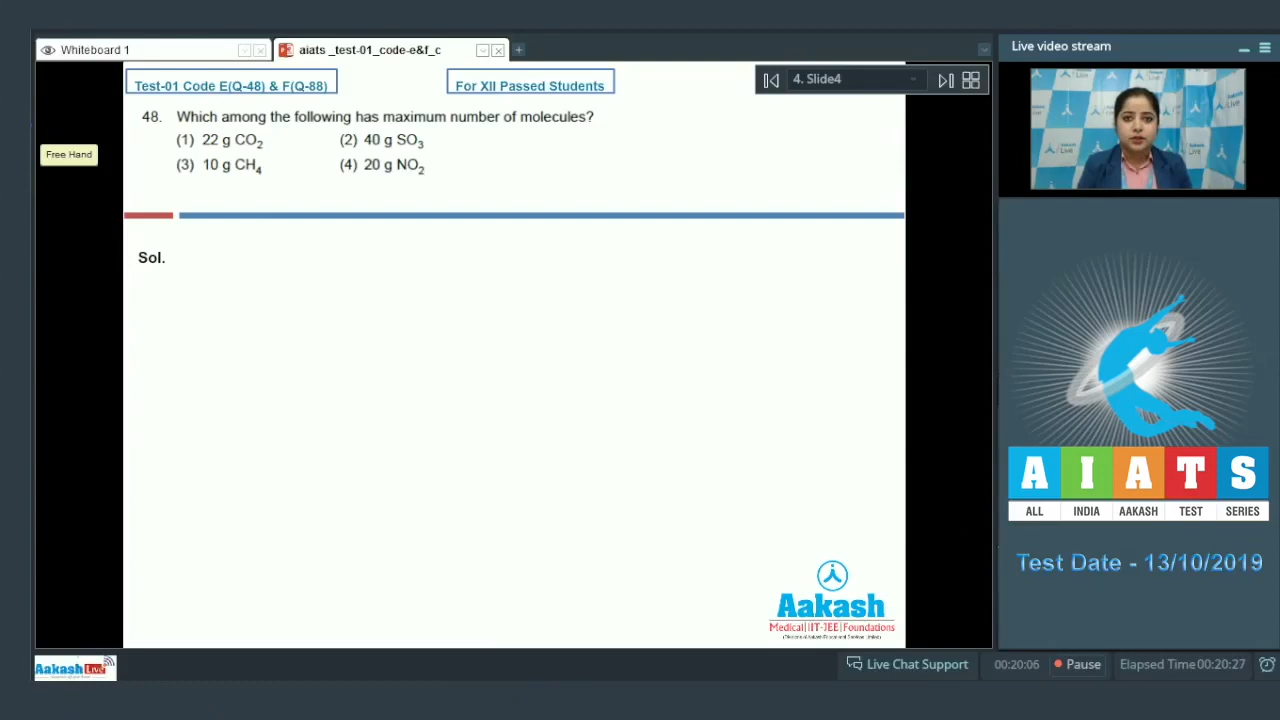 Whiteboard 1
aiats _test-01_code-e&f_c
Live video stream
Test-01 Code E(Q-48) & F(Q-88)
For XII Passed Students
4. Slide4
48. Which among the following has maximum number of molecules?
(1) 22 g CO2 (2) 40 g SO3
(3) 10 g CH4 (4) 20 g NO2
Free Hand
Sol.
AIATS
ALL INDIA AAKASH TEST SERIES
Test Date - 13/10/2019
Aakash
Medical|IIT-JEE|Foundations
Aakash Live
Live Chat Support
00:20:06
Pause
Elapsed Time 00:20:27